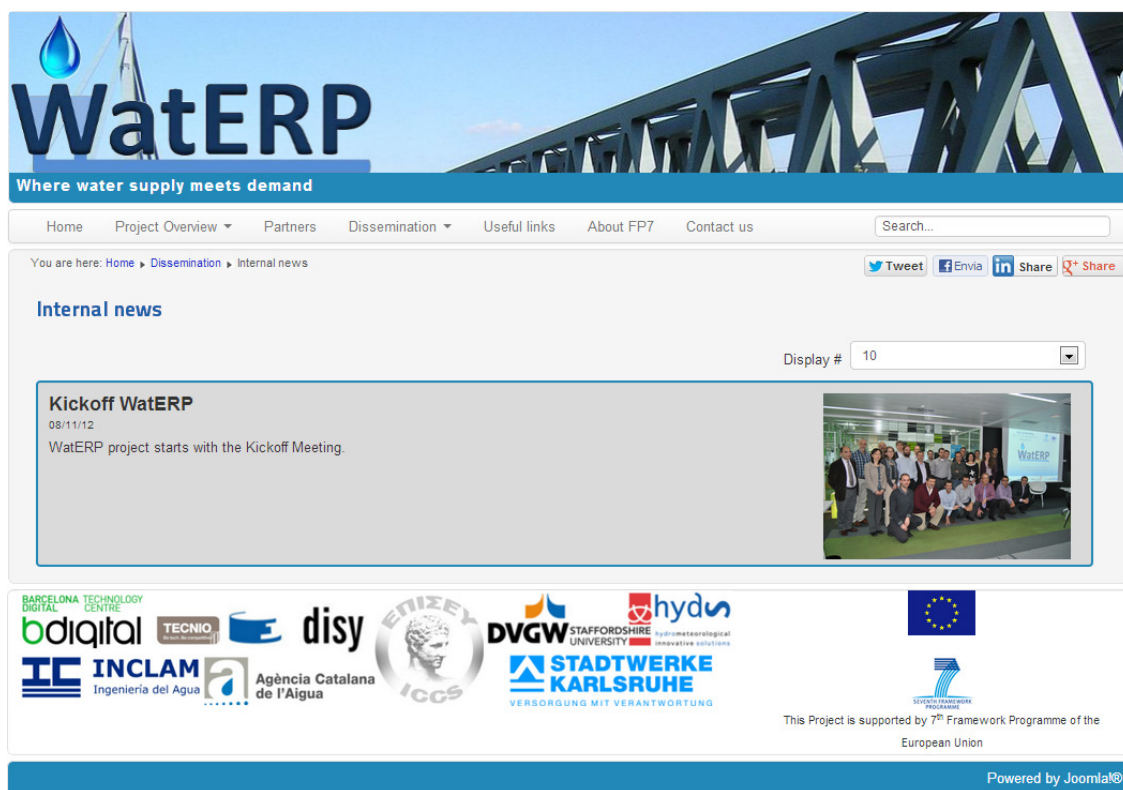 WatERP
Where water supply meets demand
Home Project Overview Partners Dissemination Useful links About FP7 Contact us Search...
You are here: Home Dissemination Internal news
Tweet Envia in Share g+ Share
Internal news
Display # 10
Kickoff WatERP
08/11/12
WatERP project starts with the Kickoff Meeting.
WatERP
BARCELONA DIGITAL TECHNOLOGY CENTRE
bdigital
TECNIO
disy
ΕΠΙΣΕΥ
ICCS
DVGW
STAFFORDSHIRE
UNIVERSITY
hyds
hydrometeorological
innovative solutions
INCLAM
Ingeniería del Agua
a
Agència Catalana
de l'Aigua
STADTWERKE
KARLSRUHE
VERSORGUNG MIT VERANTWORTUNG
7
SEVENTH FRAMEWORK
PROGRAMME
This Project is supported by 7th Framework Programme of the
European Union
Powered by Joomla!®